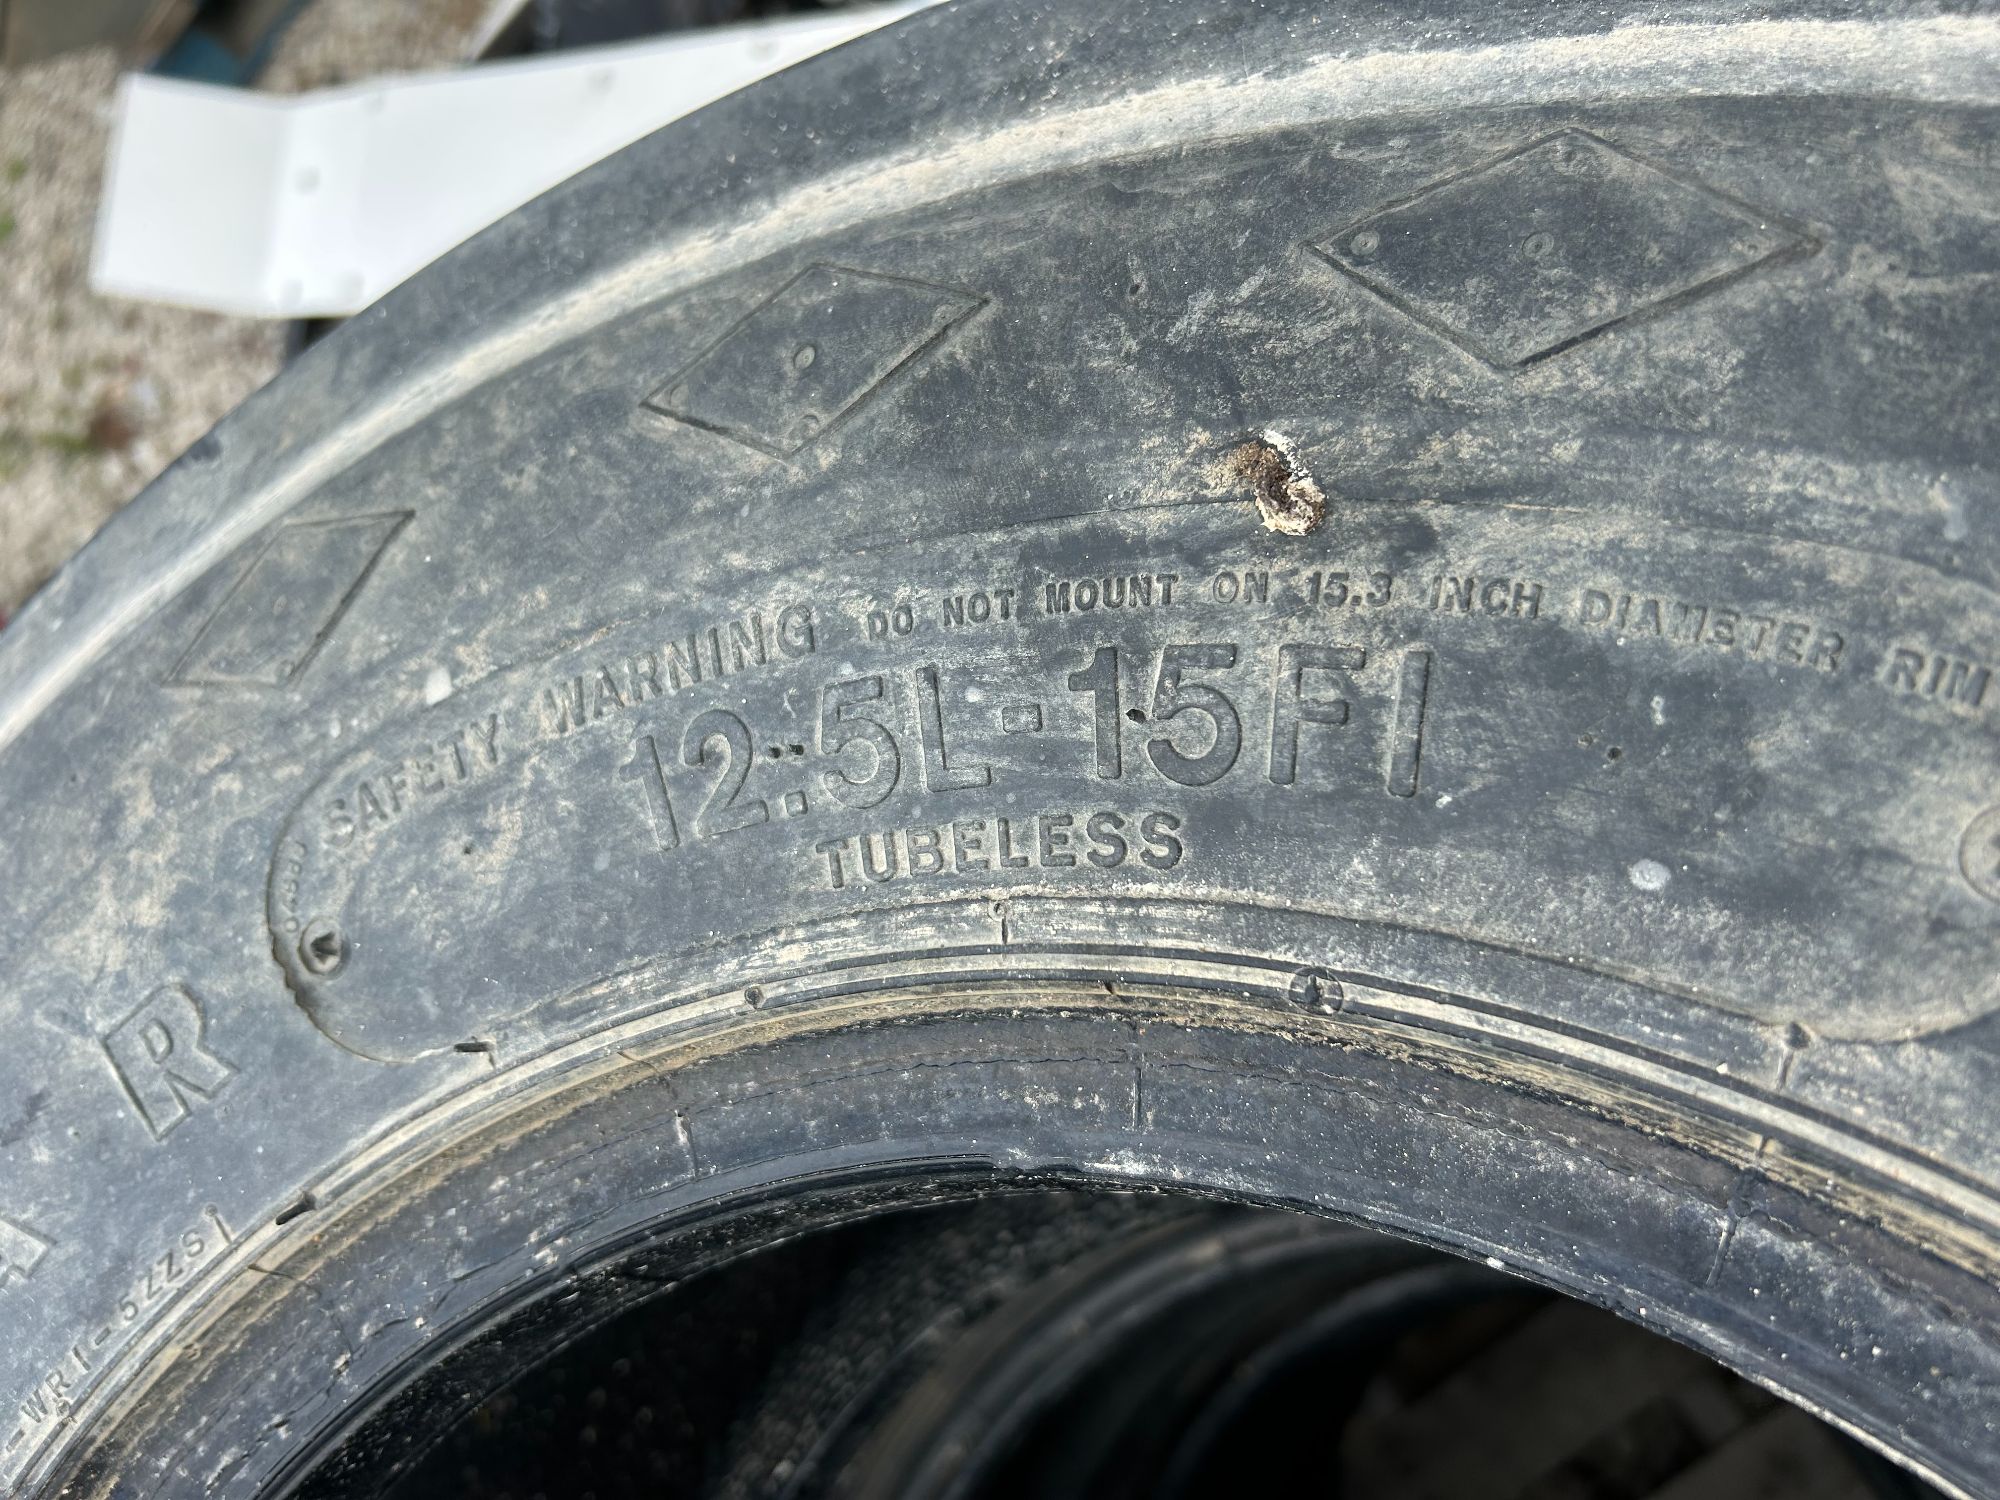 SAFETY WARNING DO NOT MOUNT ON 15.3 INCH DIAMETER RIM
12.5L-15FI
TUBELESS
R